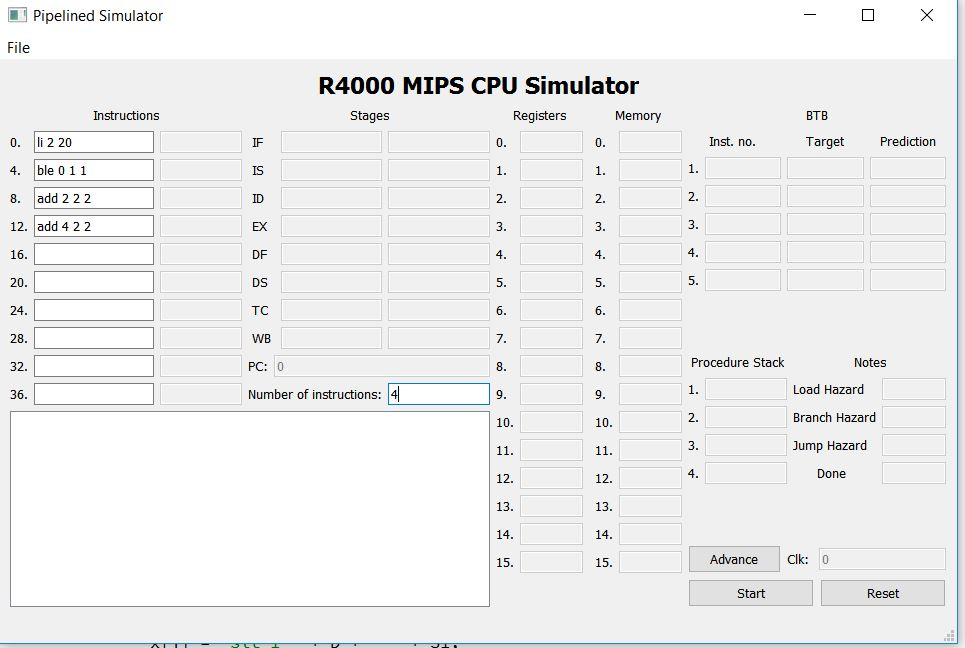 Pipelined Simulator
File
R4000 MIPS CPU Simulator
Instructions Stages Registers Memory BTB
0. li 2 20 IF 0. 0. Inst. no. Target Prediction
4. ble 0 1 1 IS 1. 1. 1.
8. add 2 2 2 ID 2. 2. 2.
12. add 4 2 2 EX 3. 3. 3.
16. DF 4. 4. 4.
20. DS 5. 5. 5.
24. TC 6. 6.
28. WB 7. 7.
32. PC: 0 8. 8. Procedure Stack Notes
36. Number of instructions: 4 9. 9. 1. Load Hazard
10. 10. 2. Branch Hazard
11. 11. 3. Jump Hazard
12. 12. 4. Done
13. 13.
14. 14.
15. 15. Advance Clk: 0
Start Reset